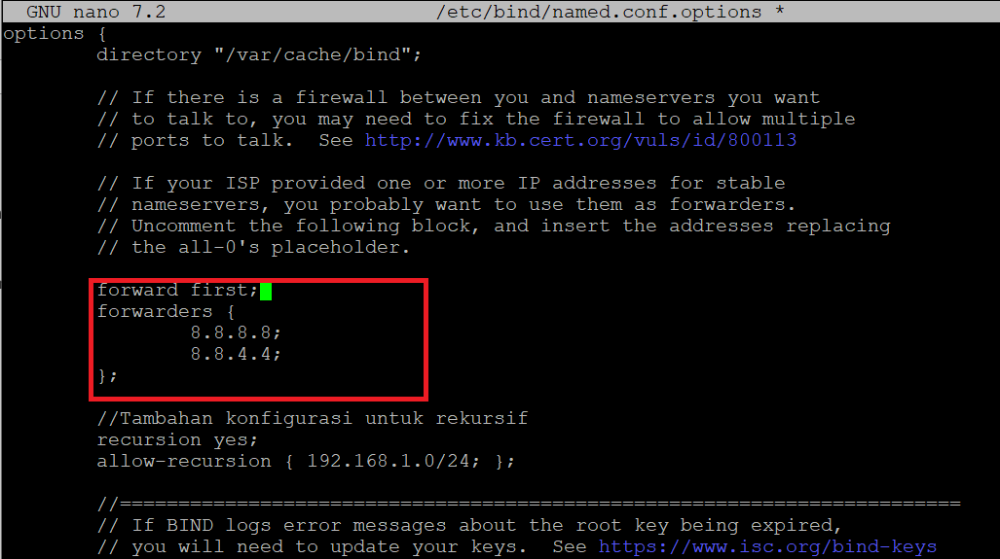 GNU nano 7.2 /etc/bind/named.conf.options *
options {
directory "/var/cache/bind";
// If there is a firewall between you and nameservers you want
// to talk to, you may need to fix the firewall to allow multiple
// ports to talk.  See http://www.kb.cert.org/vuls/id/800113
// If your ISP provided one or more IP addresses for stable
// nameservers, you probably want to use them as forwarders.
// Uncomment the following block, and insert the addresses replacing
// the all-0's placeholder.
forward first;
forwarders {
8.8.8.8;
8.8.4.4;
};
//Tambahan konfigurasi untuk rekursif
recursion yes;
allow-recursion { 192.168.1.0/24; };
//========================================================================
// If BIND logs error messages about the root key being expired,
// you will need to update your keys.  See https://www.isc.org/bind-keys